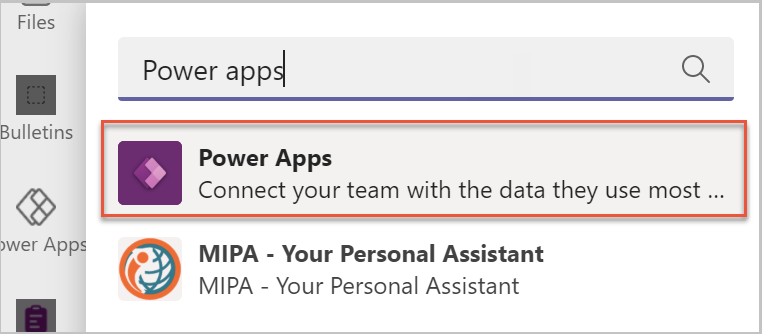 Files
Bulletins
ower Apps
Power apps
Power Apps
Connect your team with the data they use most ...
MIPA - Your Personal Assistant
MIPA - Your Personal Assistant